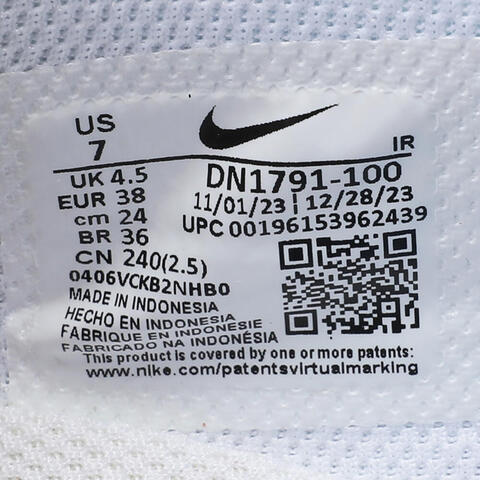 US
7
IR
UK 4.5
EUR 38
cm 24
BR 36
CN 240(2.5)
DN1791-100
11/01/23 | 12/28/23
UPC 00196153962439
0406VCKB2NHB0
MADE IN INDONESIA
HECHO EN INDONESIA
FABRIQUE EN INDONESIE
FABRICADO NA INDONÉSIA
This product is covered by one or more patents:
www.nike.com/patentsvirtualmarking